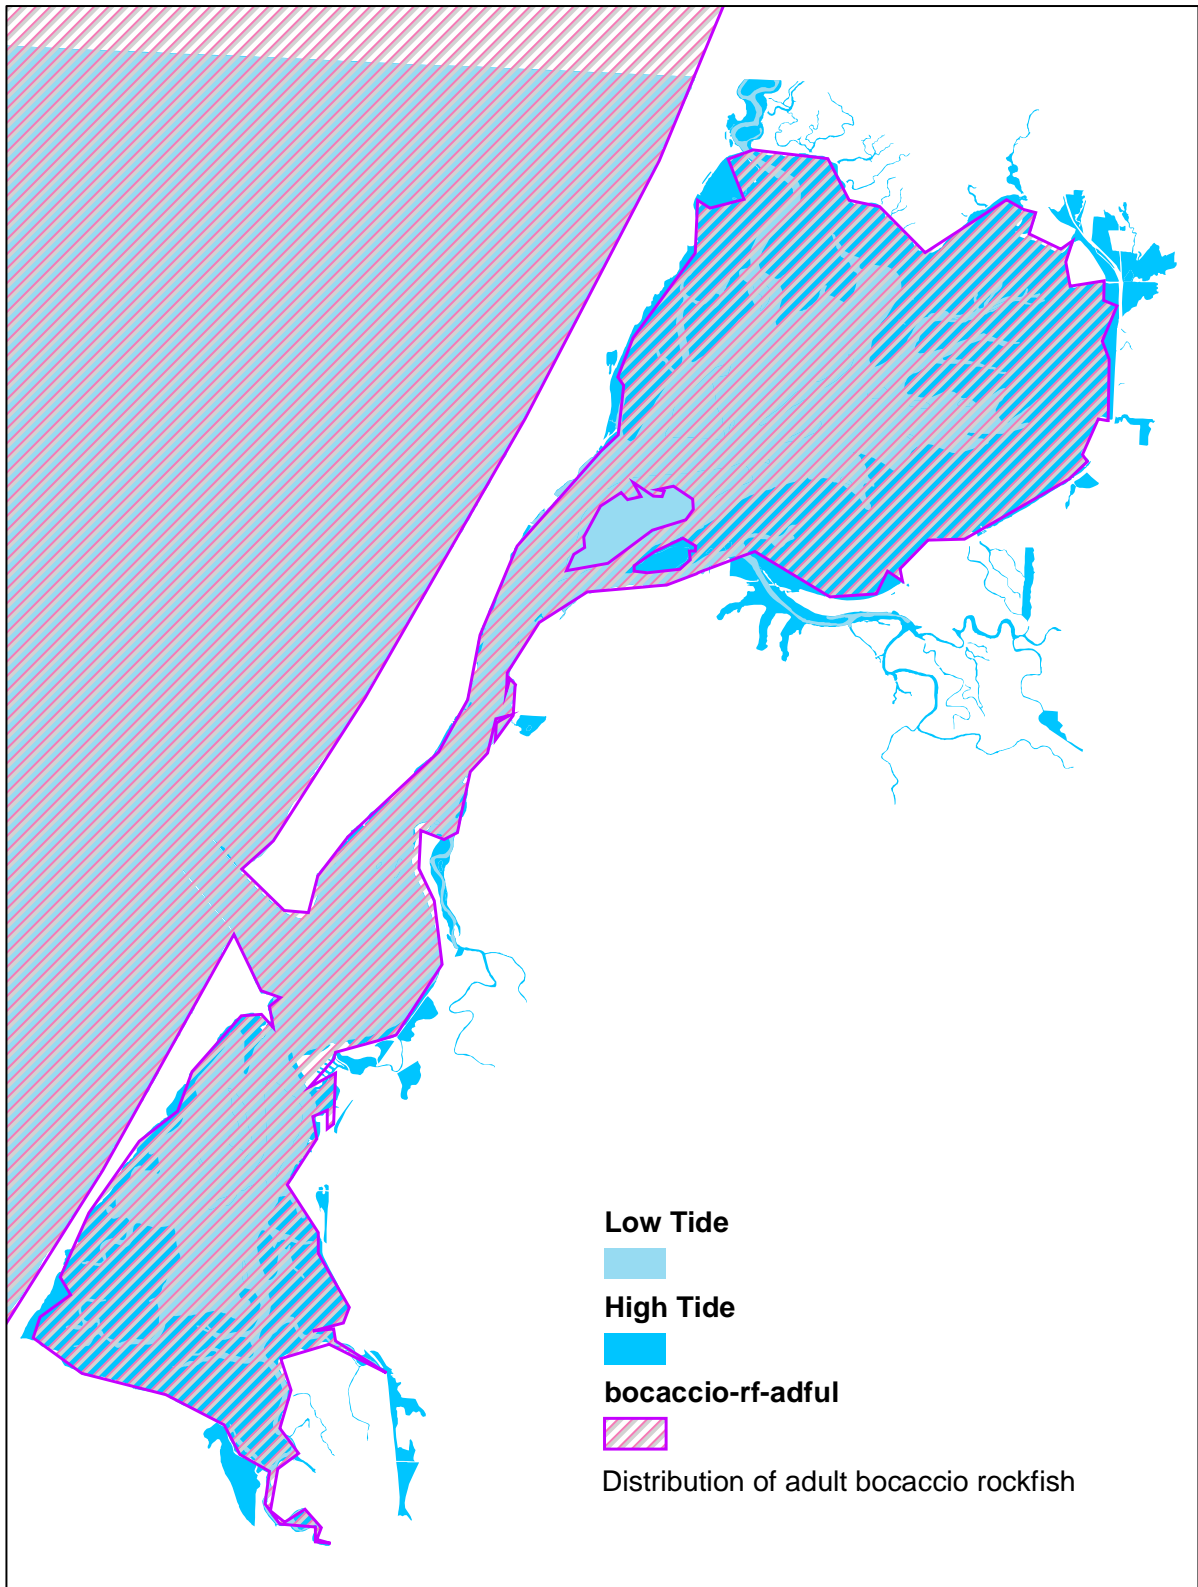 Low Tide
High Tide
bocaccio-rf-adful
Distribution of adult bocaccio rockfish